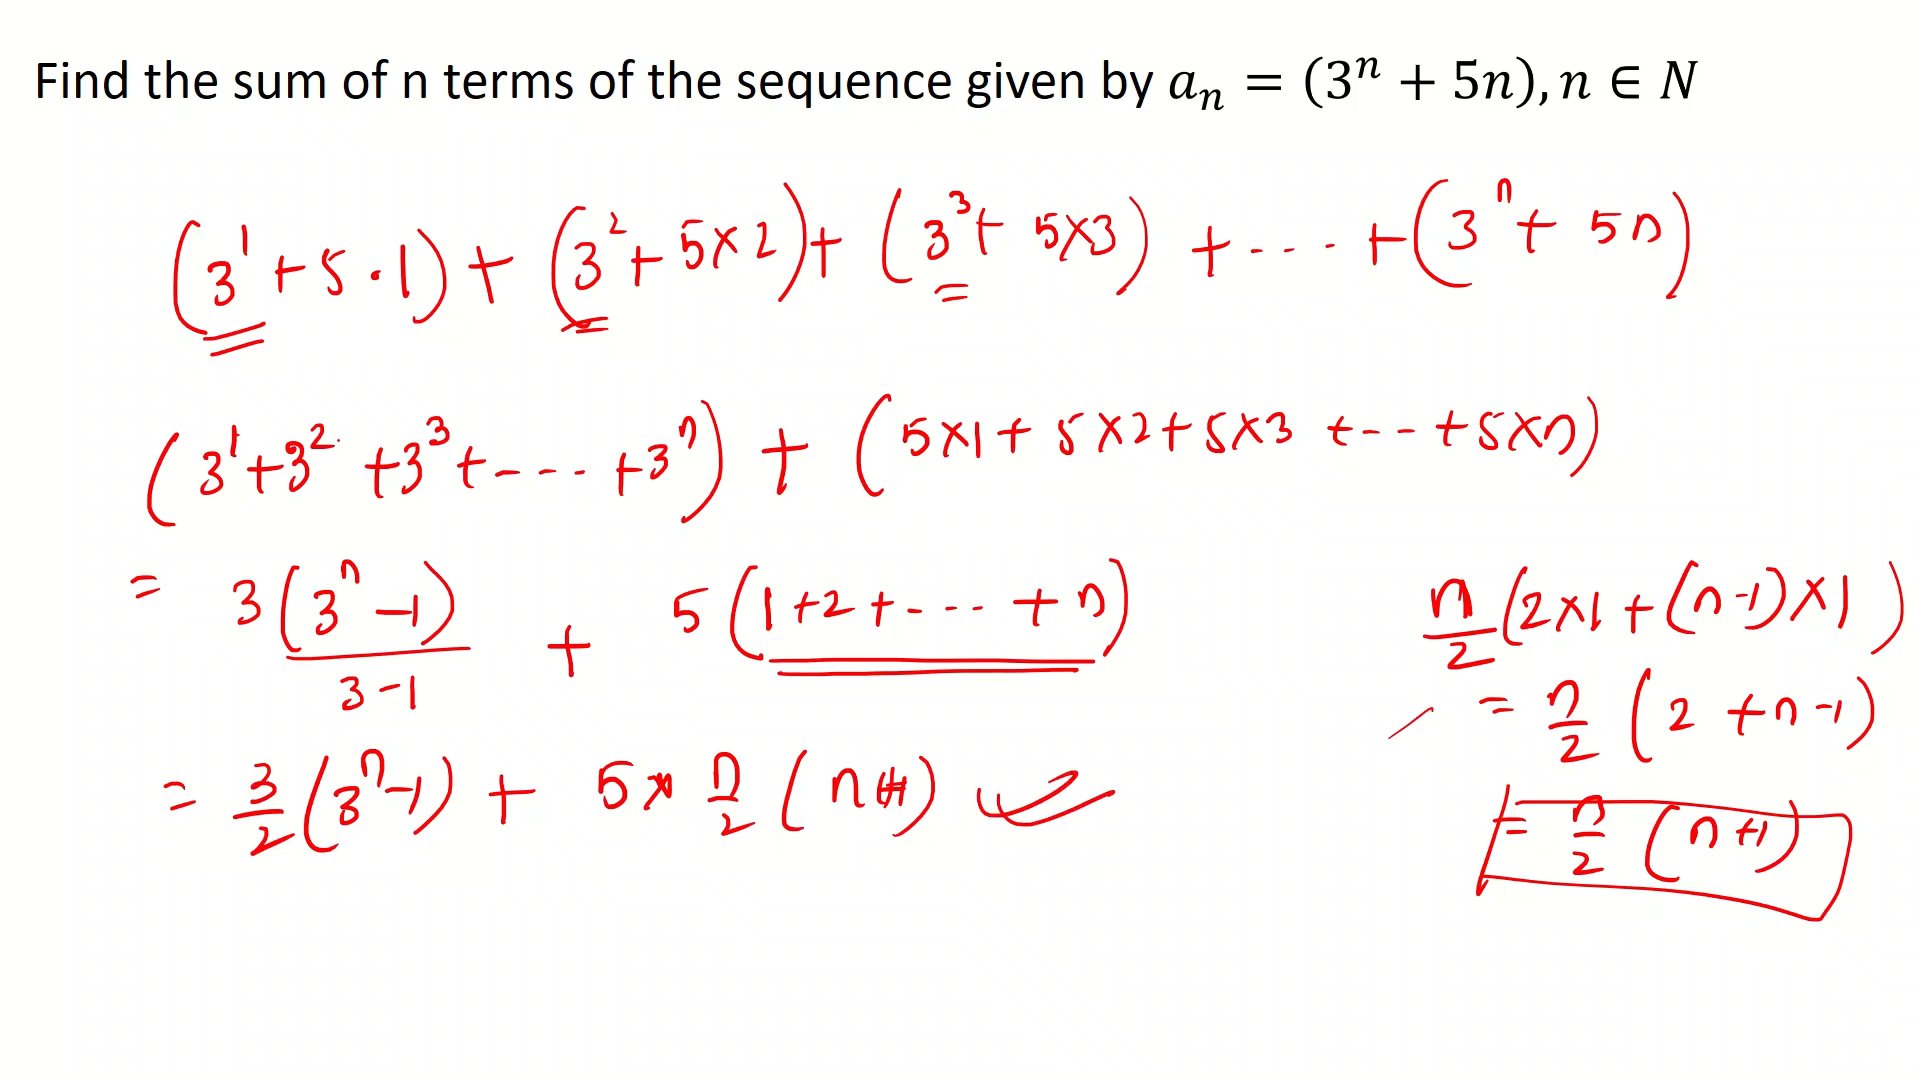 Find the sum of n terms of the sequence given by aₙ = (3ⁿ + 5n), n ∈ N
(3¹ + 5 · 1) + (3² + 5×2) + (3³ + 5×3) + --- + (3ⁿ + 5n)
(3¹ + 3² + 3³ + ---- + 3ⁿ) + (5×1 + 5×2 + 5×3 + -- + 5×n)
= 3(3ⁿ - 1)/3-1 + 5(1 + 2 + ---- + n)
= 3/2 (3ⁿ - 1) + 5 × n/2 (n+1)
n/2 (2×1 + (n-1)×1)
= n/2 (2 + n - 1)
= n/2 (n+1)